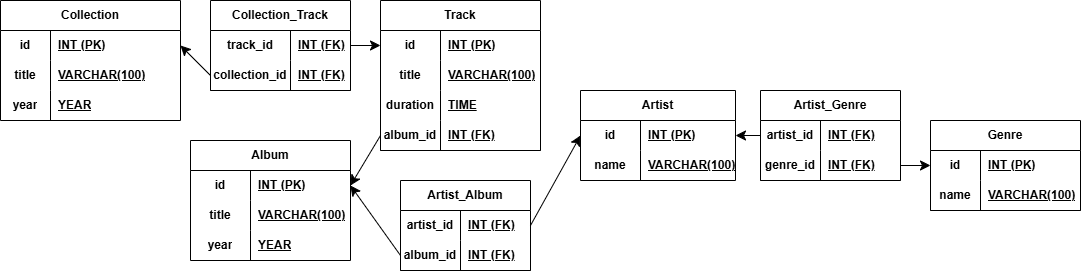 Collection
id INT (PK)
title VARCHAR(100)
year YEAR
Collection_Track
track_id INT (FK)
collection_id INT (FK)
Track
id INT (PK)
title VARCHAR(100)
duration TIME
album_id INT (FK)
Album
id INT (PK)
title VARCHAR(100)
year YEAR
Artist_Album
artist_id INT (FK)
album_id INT (FK)
Artist
id INT (PK)
name VARCHAR(100)
Artist_Genre
artist_id INT (FK)
genre_id INT (FK)
Genre
id INT (PK)
name VARCHAR(100)